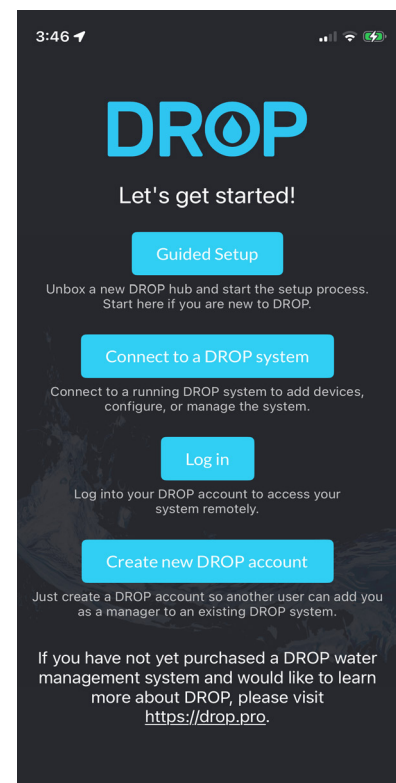 3:46
DROP
Let's get started!
Guided Setup
Unbox a new DROP hub and start the setup process.
Start here if you are new to DROP.
Connect to a DROP system
Connect to a running DROP system to add devices,
configure, or manage the system.
Log in
Log into your DROP account to access your
system remotely.
Create new DROP account
Just create a DROP account so another user can add you
as a manager to an existing DROP system.
If you have not yet purchased a DROP water
management system and would like to learn
more about DROP, please visit
https://drop.pro.